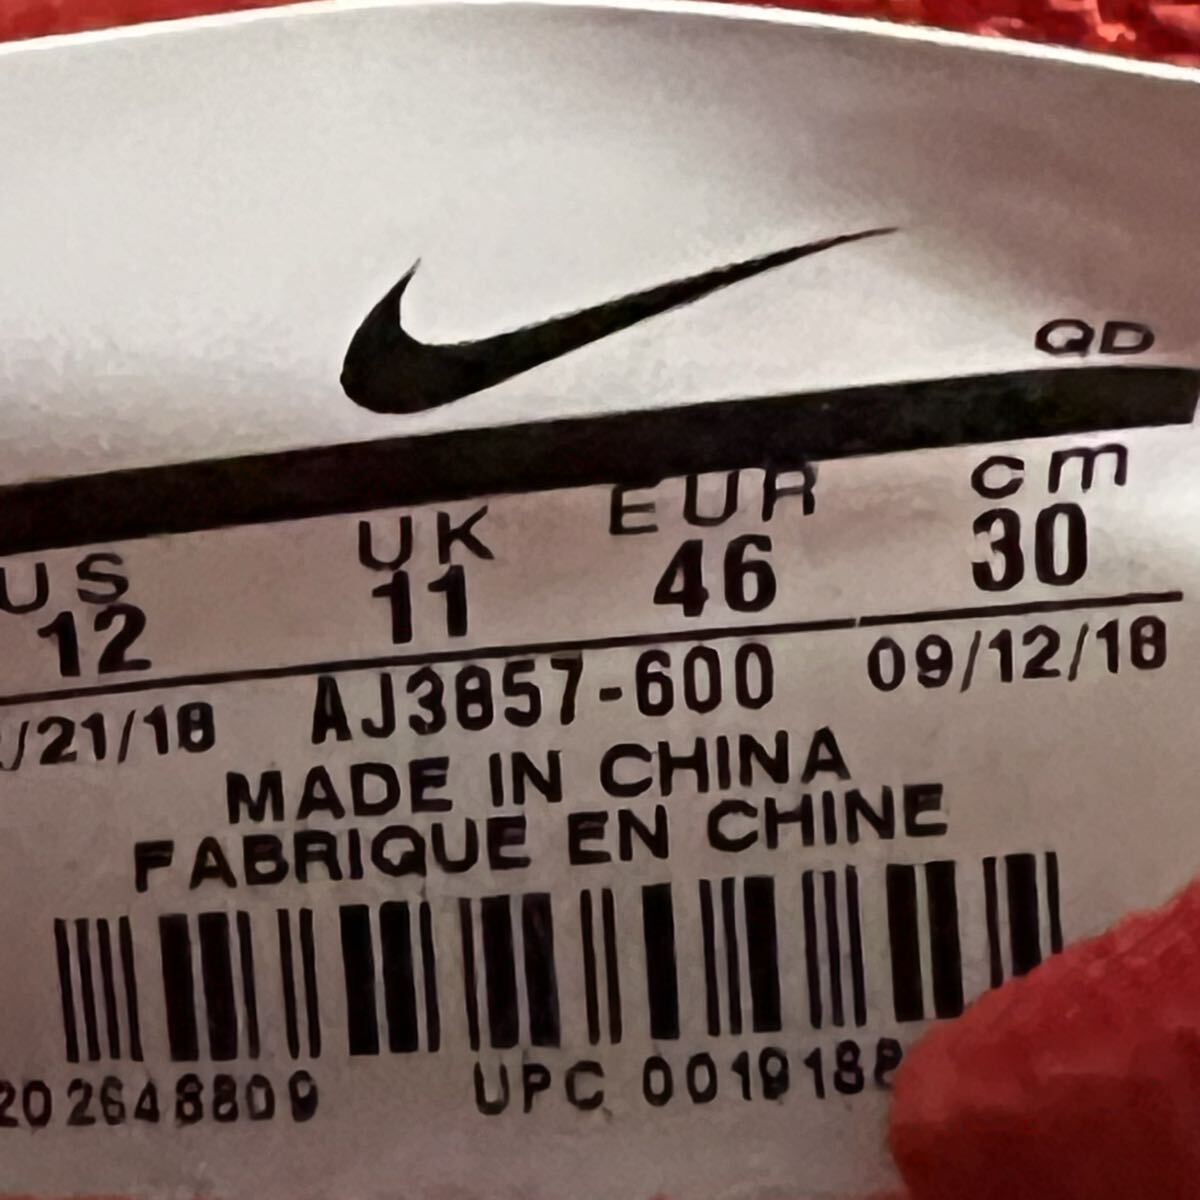 QD
US UK EUR cm
12 11 46 30
/21/18 AJ3857-600 09/12/18
MADE IN CHINA
FABRIQUE EN CHINE
UPC